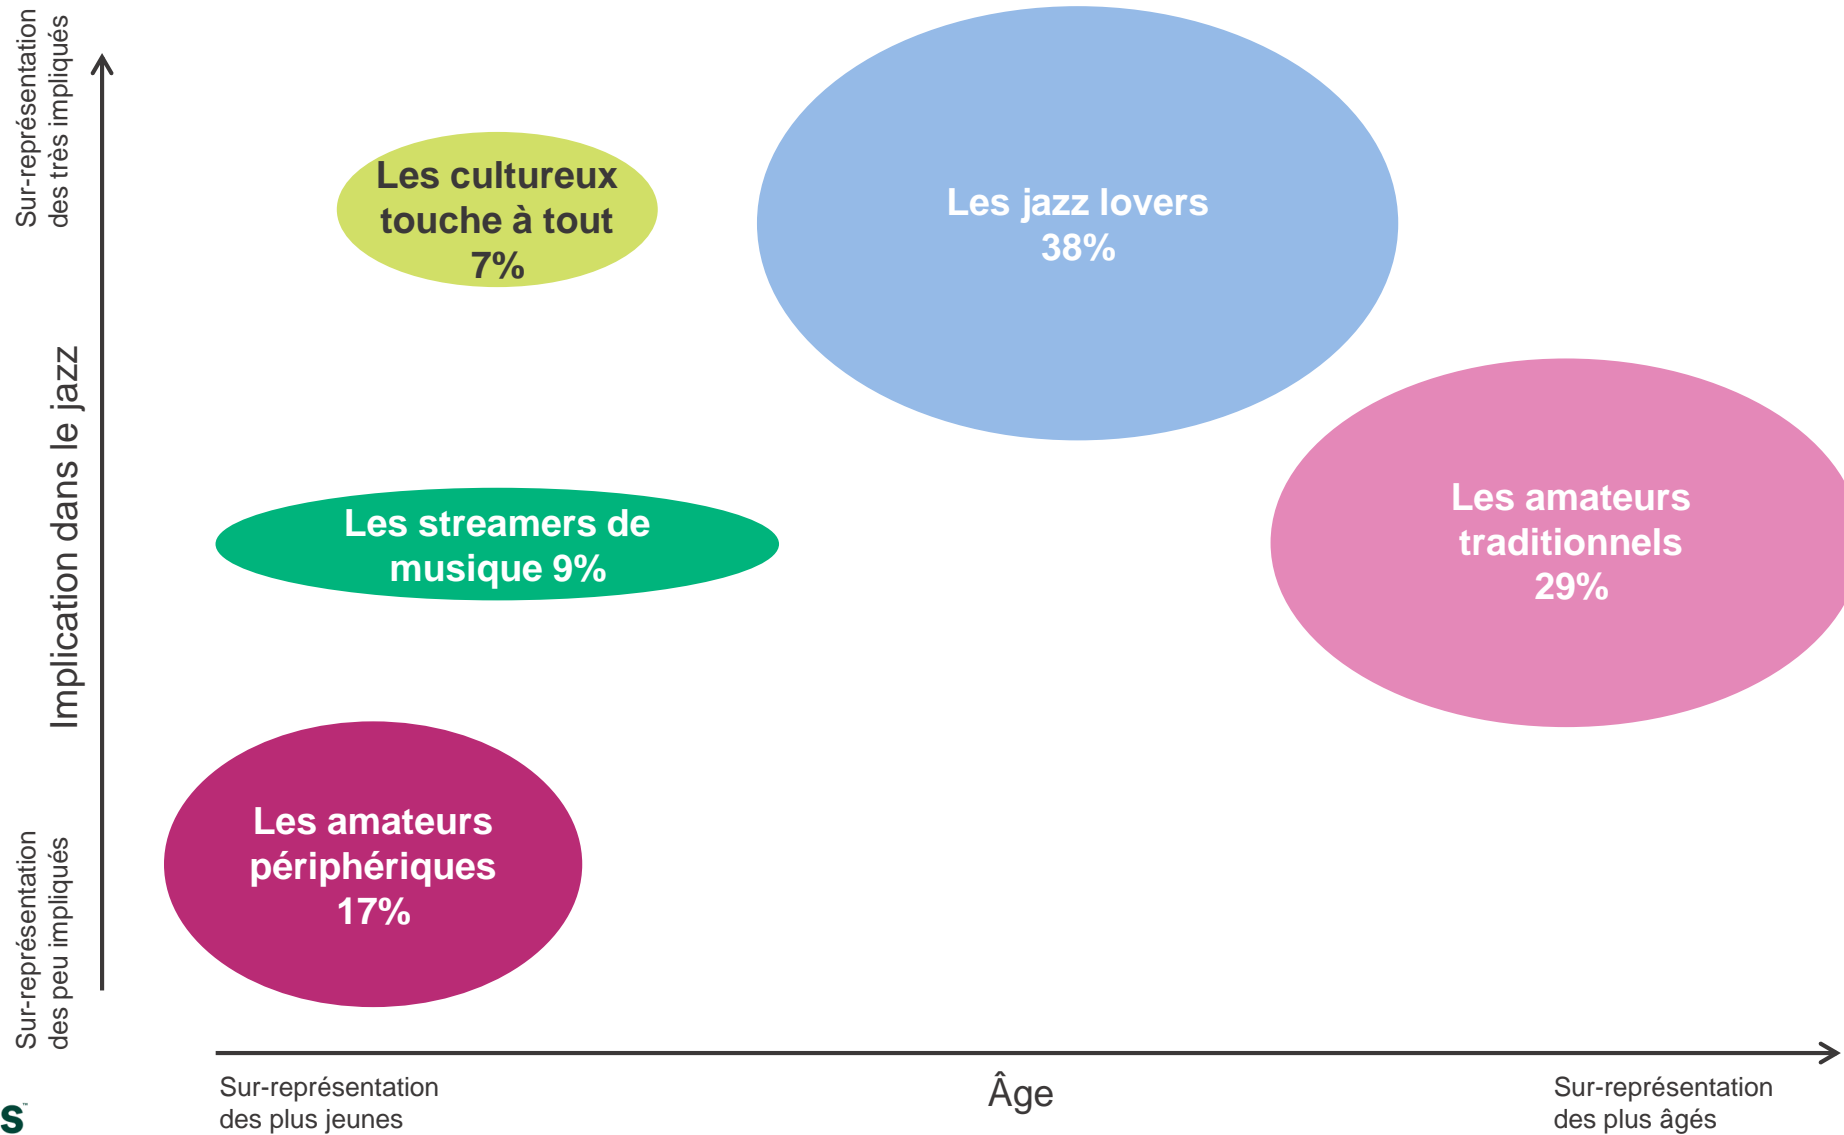 Sur-représentation
des très impliqués
Les cultureux
touche à tout
7%
Les jazz lovers
38%
Implication dans le jazz
Les streamers de
musique 9%
Les amateurs
traditionnels
29%
Les amateurs
périphériques
17%
Sur-représentation
des peu impliqués
Sur-représentation
des plus jeunes
Âge
Sur-représentation
des plus âgés
s